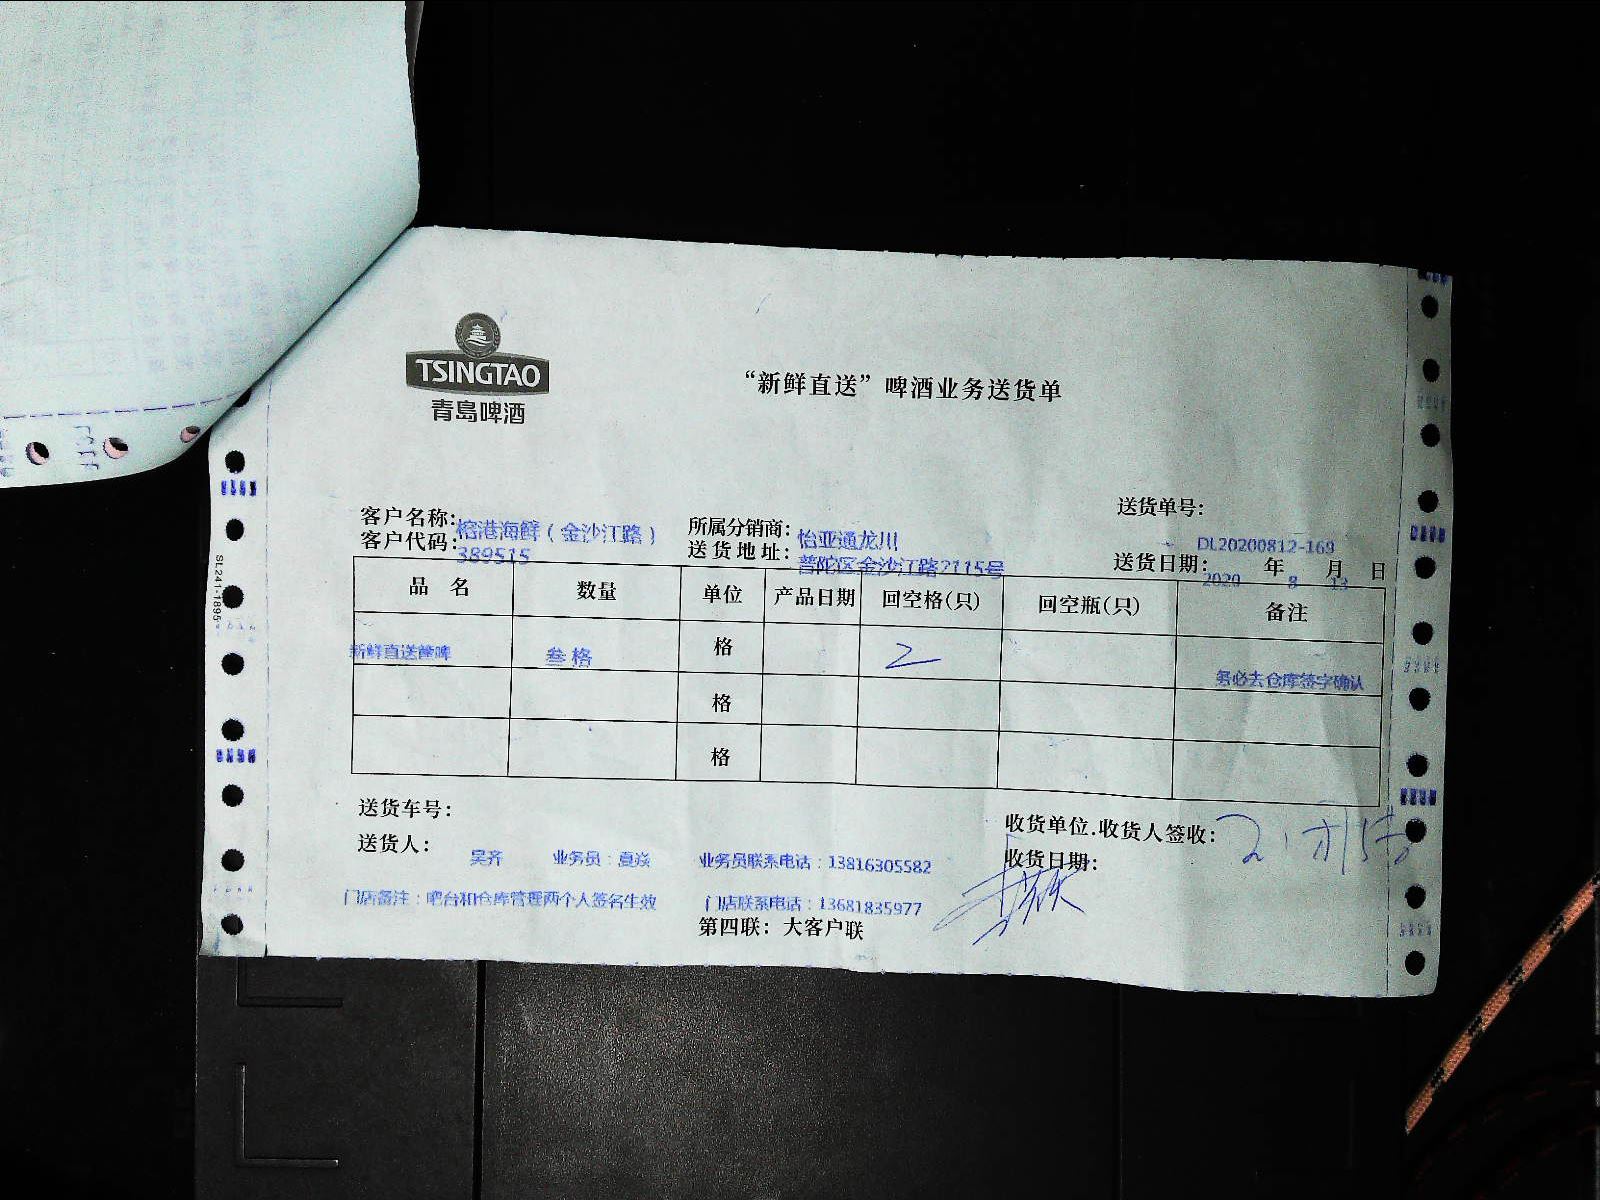 TSINGTAO
青岛啤酒
“新鲜直送”啤酒业务送货单
送货单号:
DL20200812-169
客户名称: 榕港海鲜（金沙江路） 所属分销商: 怡亚通龙川
客户代码: 389515 送货地址: 普陀区金沙江路2115号 送货日期: 2020 年 8 月 13 日
品 名 数量 单位 产品日期 回空格(只) 回空瓶(只) 备注
新鲜直送 叁格 格 2 务必去仓库签字确认
格
格
送货车号:
收货单位.收货人签收:
送货人: 吴齐 业务员: 业务员联系电话: 13816305582 收货日期:
门店备注: 吧台和仓库管理两个人签名生效 门店联系电话: 13681835977
第四联: 大客户联
SL241-1895